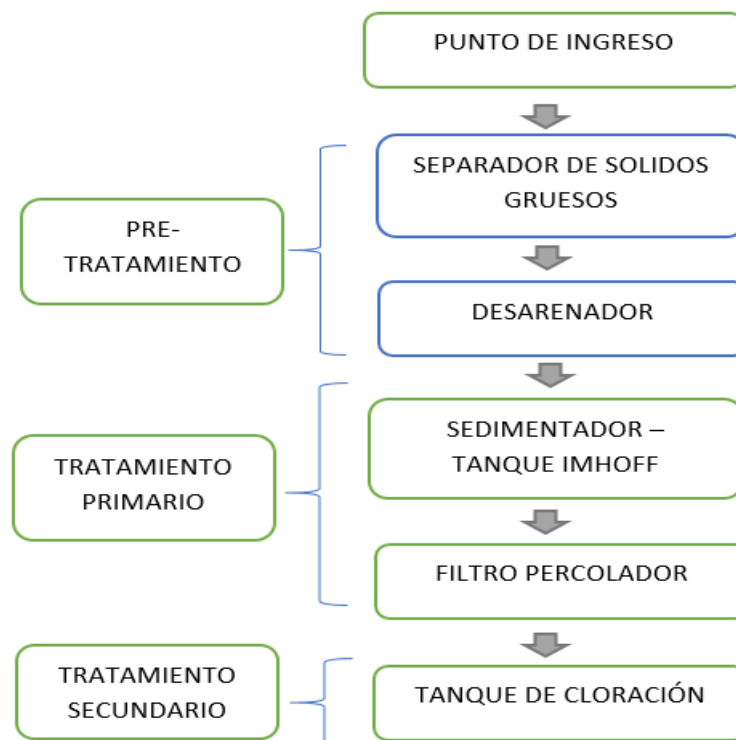 PUNTO DE INGRESO
SEPARADOR DE SOLIDOS
GRUESOS
PRE-
TRATAMIENTO
DESARENADOR
SEDIMENTADOR –
TANQUE IMHOFF
TRATAMIENTO
PRIMARIO
FILTRO PERCOLADOR
TRATAMIENTO
SECUNDARIO
TANQUE DE CLORACIÓN